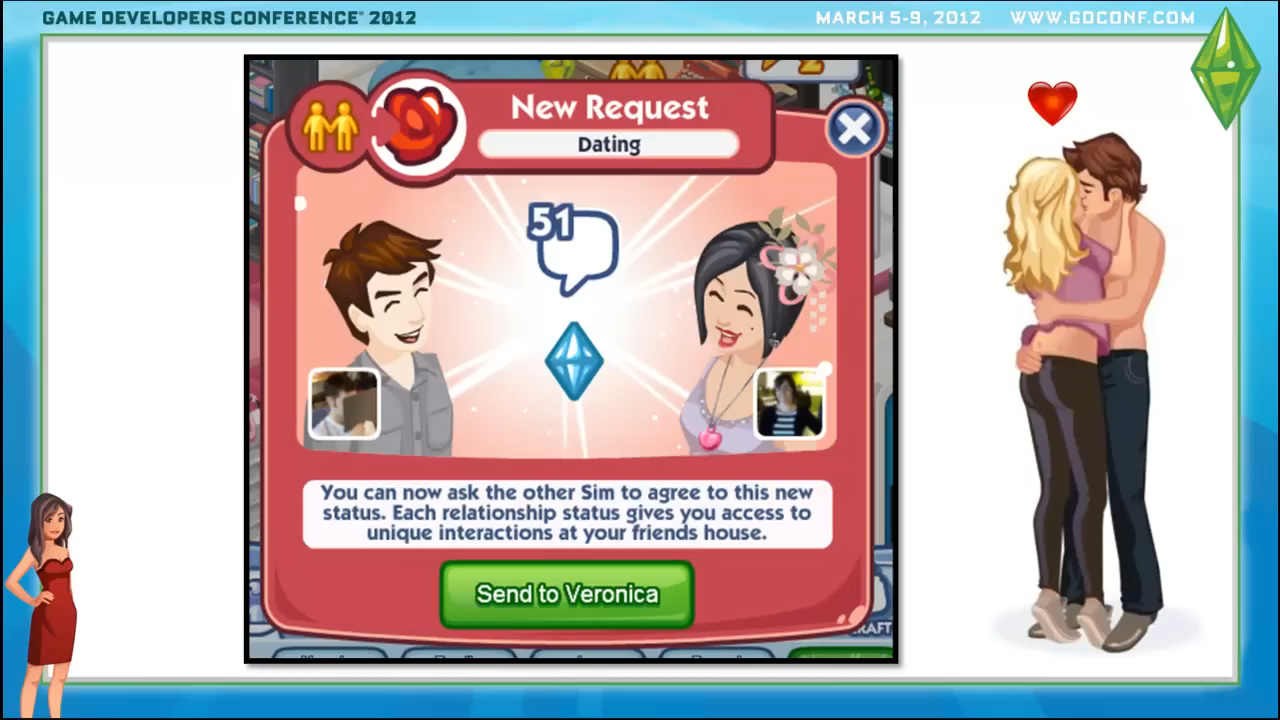 GAME DEVELOPERS CONFERENCE® 2012
MARCH 5-9, 2012 WWW.GDCONF.COM
New Request
Dating
51
You can now ask the other Sim to agree to this new
status. Each relationship status gives you access to
unique interactions at your friends house.
Send to Veronica